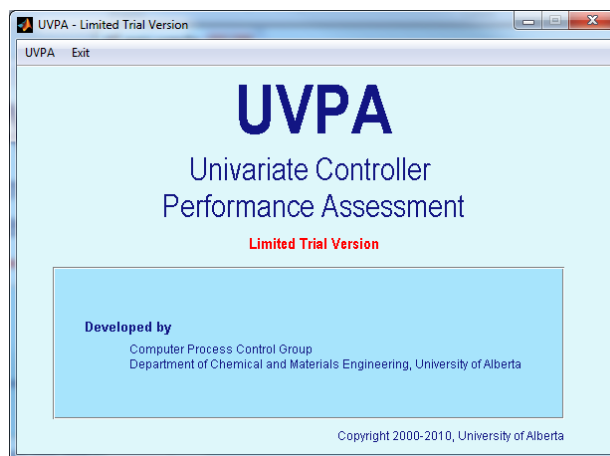 UVPA - Limited Trial Version
UVPA Exit
UVPA
Univariate Controller
Performance Assessment
Limited Trial Version
Developed by
Computer Process Control Group
Department of Chemical and Materials Engineering, University of Alberta
Copyright 2000-2010, University of Alberta